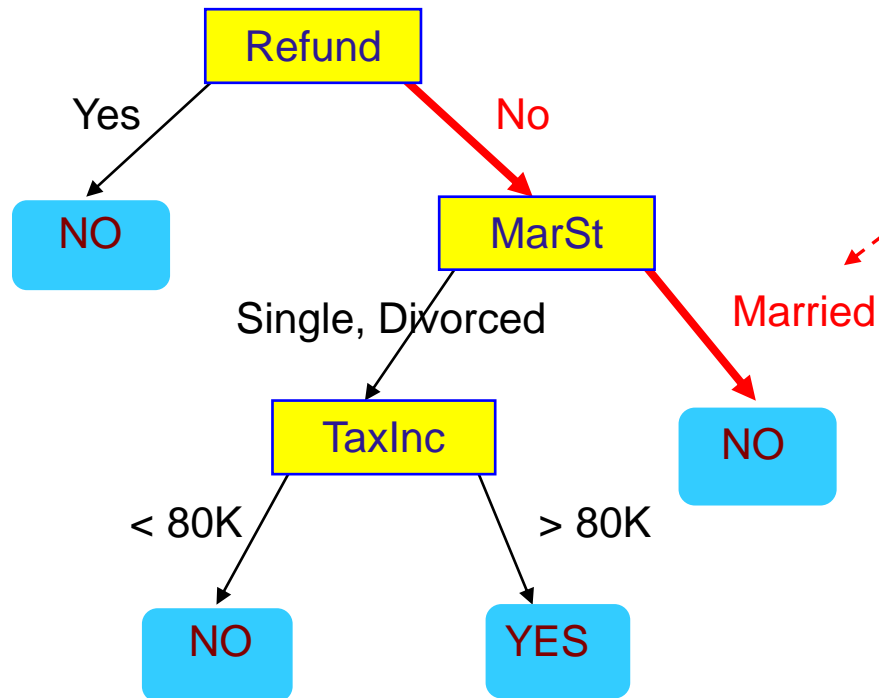 Refund
Yes
No
NO
MarSt
Single, Divorced
Married
TaxInc
NO
< 80K
> 80K
NO
YES